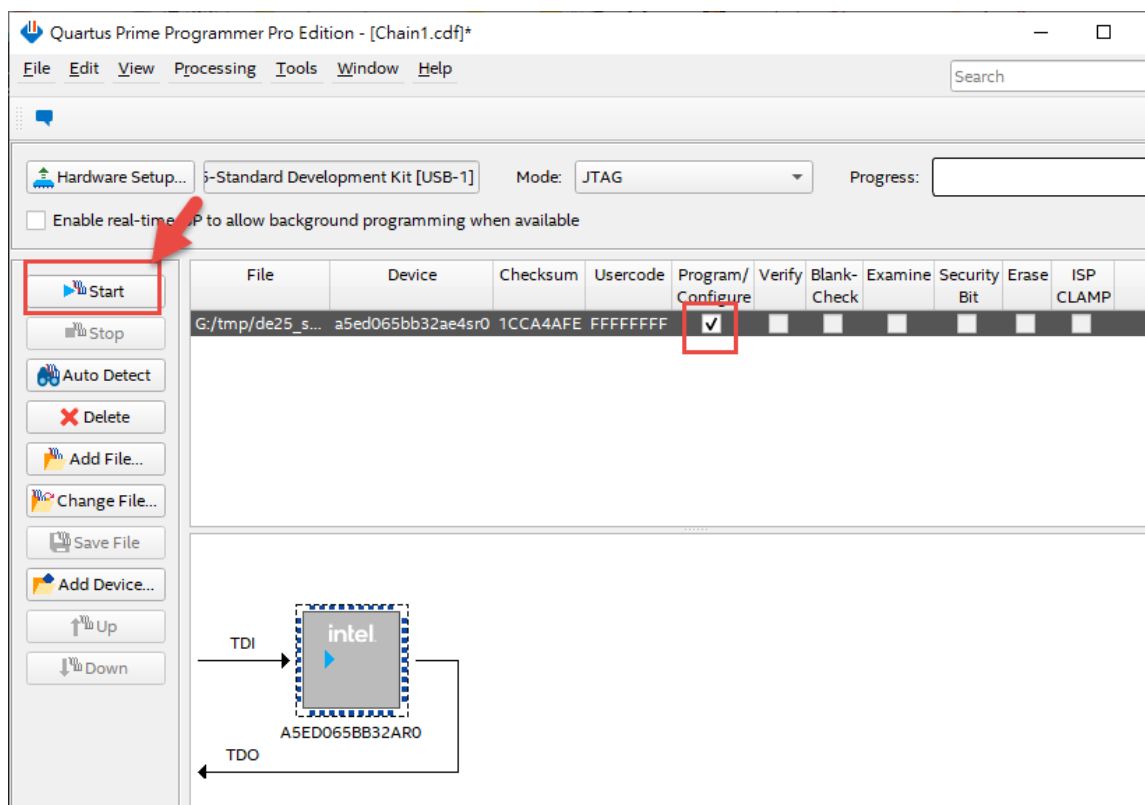 Quartus Prime Programmer Pro Edition - [Chain1.cdf]*
File Edit View Processing Tools Window Help
Search
Hardware Setup... 5-Standard Development Kit [USB-1] Mode: JTAG Progress:
Enable real-time P to allow background programming when available
File Device Checksum Usercode Program/ Verify Blank- Examine Security Erase ISP
Configure Check Bit CLAMP
G:/tmp/de25_s... a5ed065bb32ae4sr0 1CCA4AFE FFFFFFFF
Start
Stop
Auto Detect
Delete
Add File...
Change File...
Save File
Add Device...
Up
Down
TDI
intel
A5ED065BB32AR0
TDO